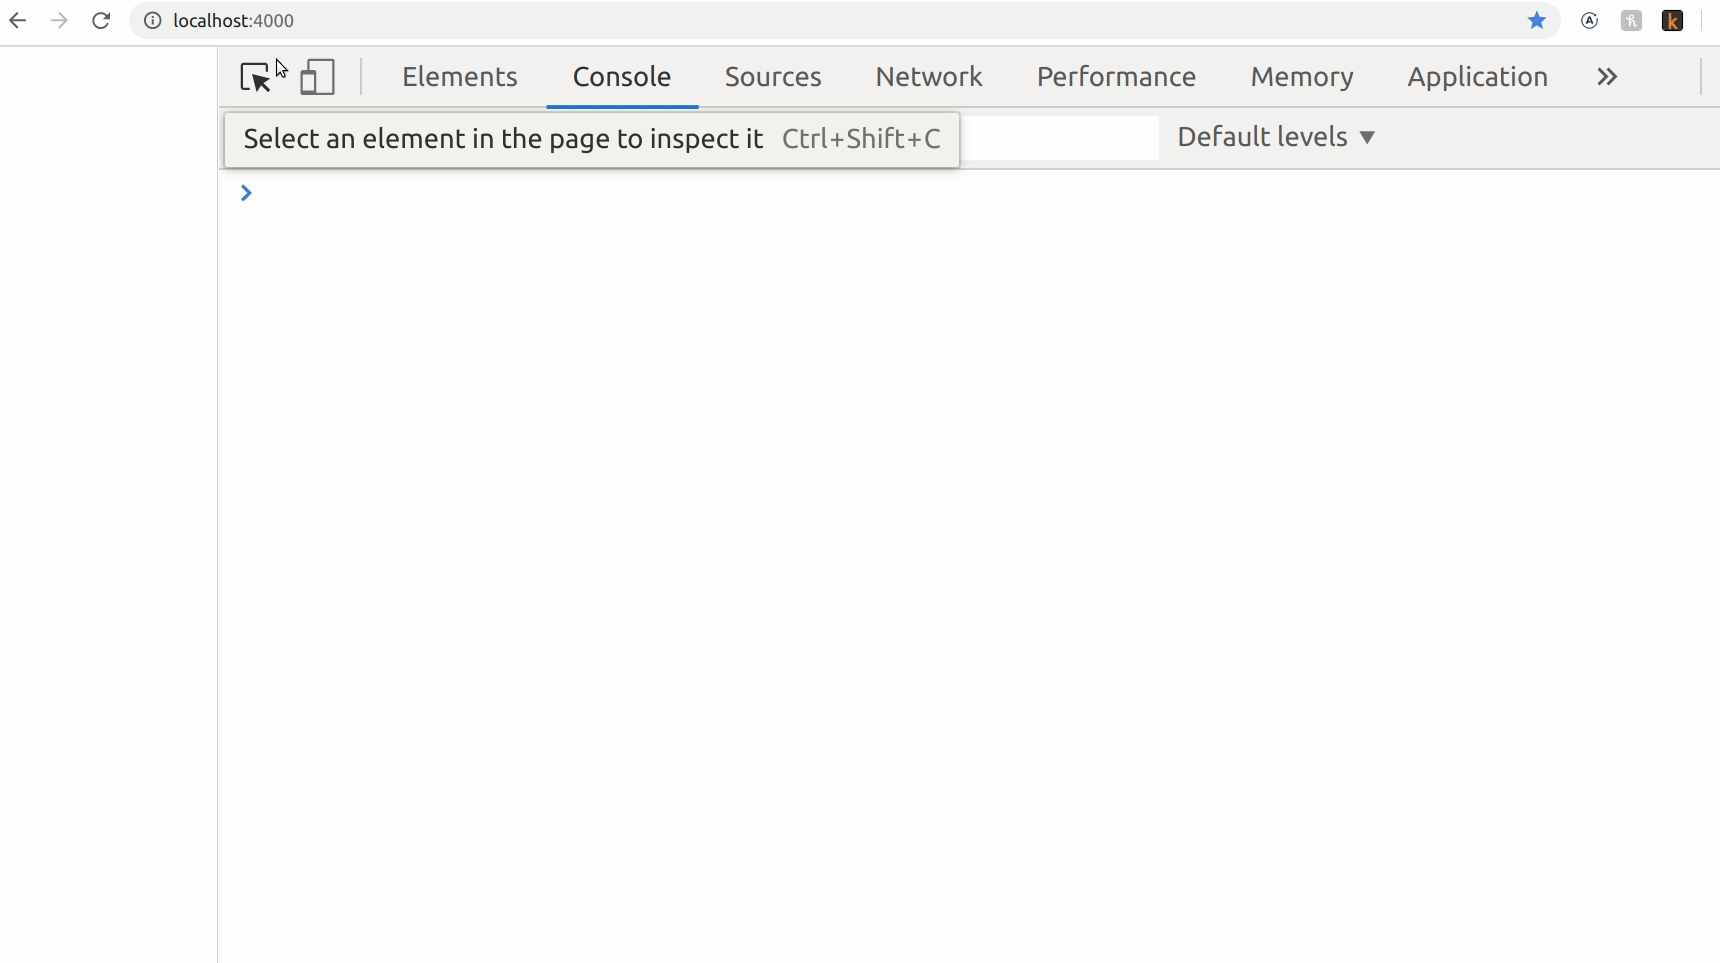 localhost:4000
Elements Console Sources Network Performance Memory Application
Select an element in the page to inspect it Ctrl+Shift+C Default levels ▼